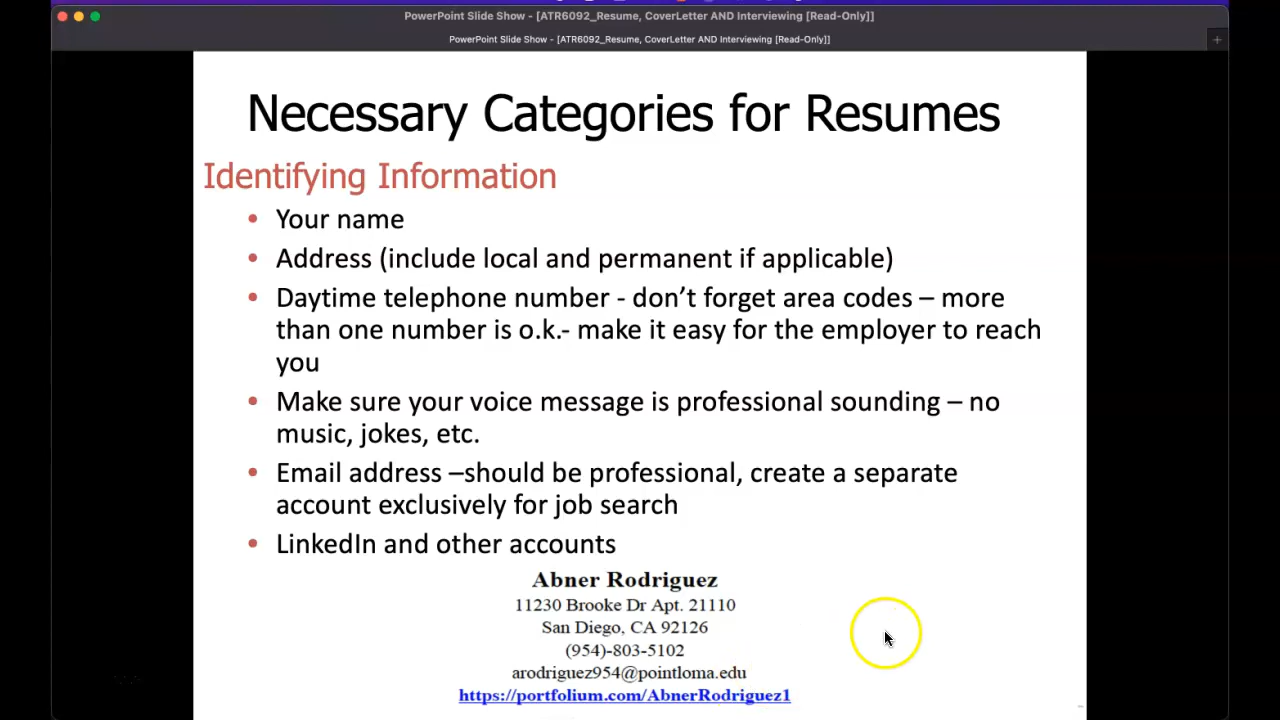 PowerPoint Slide Show - [ATR6092_Resume, CoverLetter AND Interviewing [Read-Only]]
PowerPoint Slide Show - [ATR6092_Resume, CoverLetter AND Interviewing [Read-Only]]
Necessary Categories for Resumes
Identifying Information
• Your name
• Address (include local and permanent if applicable)
• Daytime telephone number - don’t forget area codes – more
than one number is o.k.- make it easy for the employer to reach
you
• Make sure your voice message is professional sounding – no
music, jokes, etc.
• Email address –should be professional, create a separate
account exclusively for job search
• LinkedIn and other accounts
Abner Rodriguez
11230 Brooke Dr Apt. 21110
San Diego, CA 92126
(954)-803-5102
arodriguez954@pointloma.edu
https://portfolium.com/AbnerRodriguez1